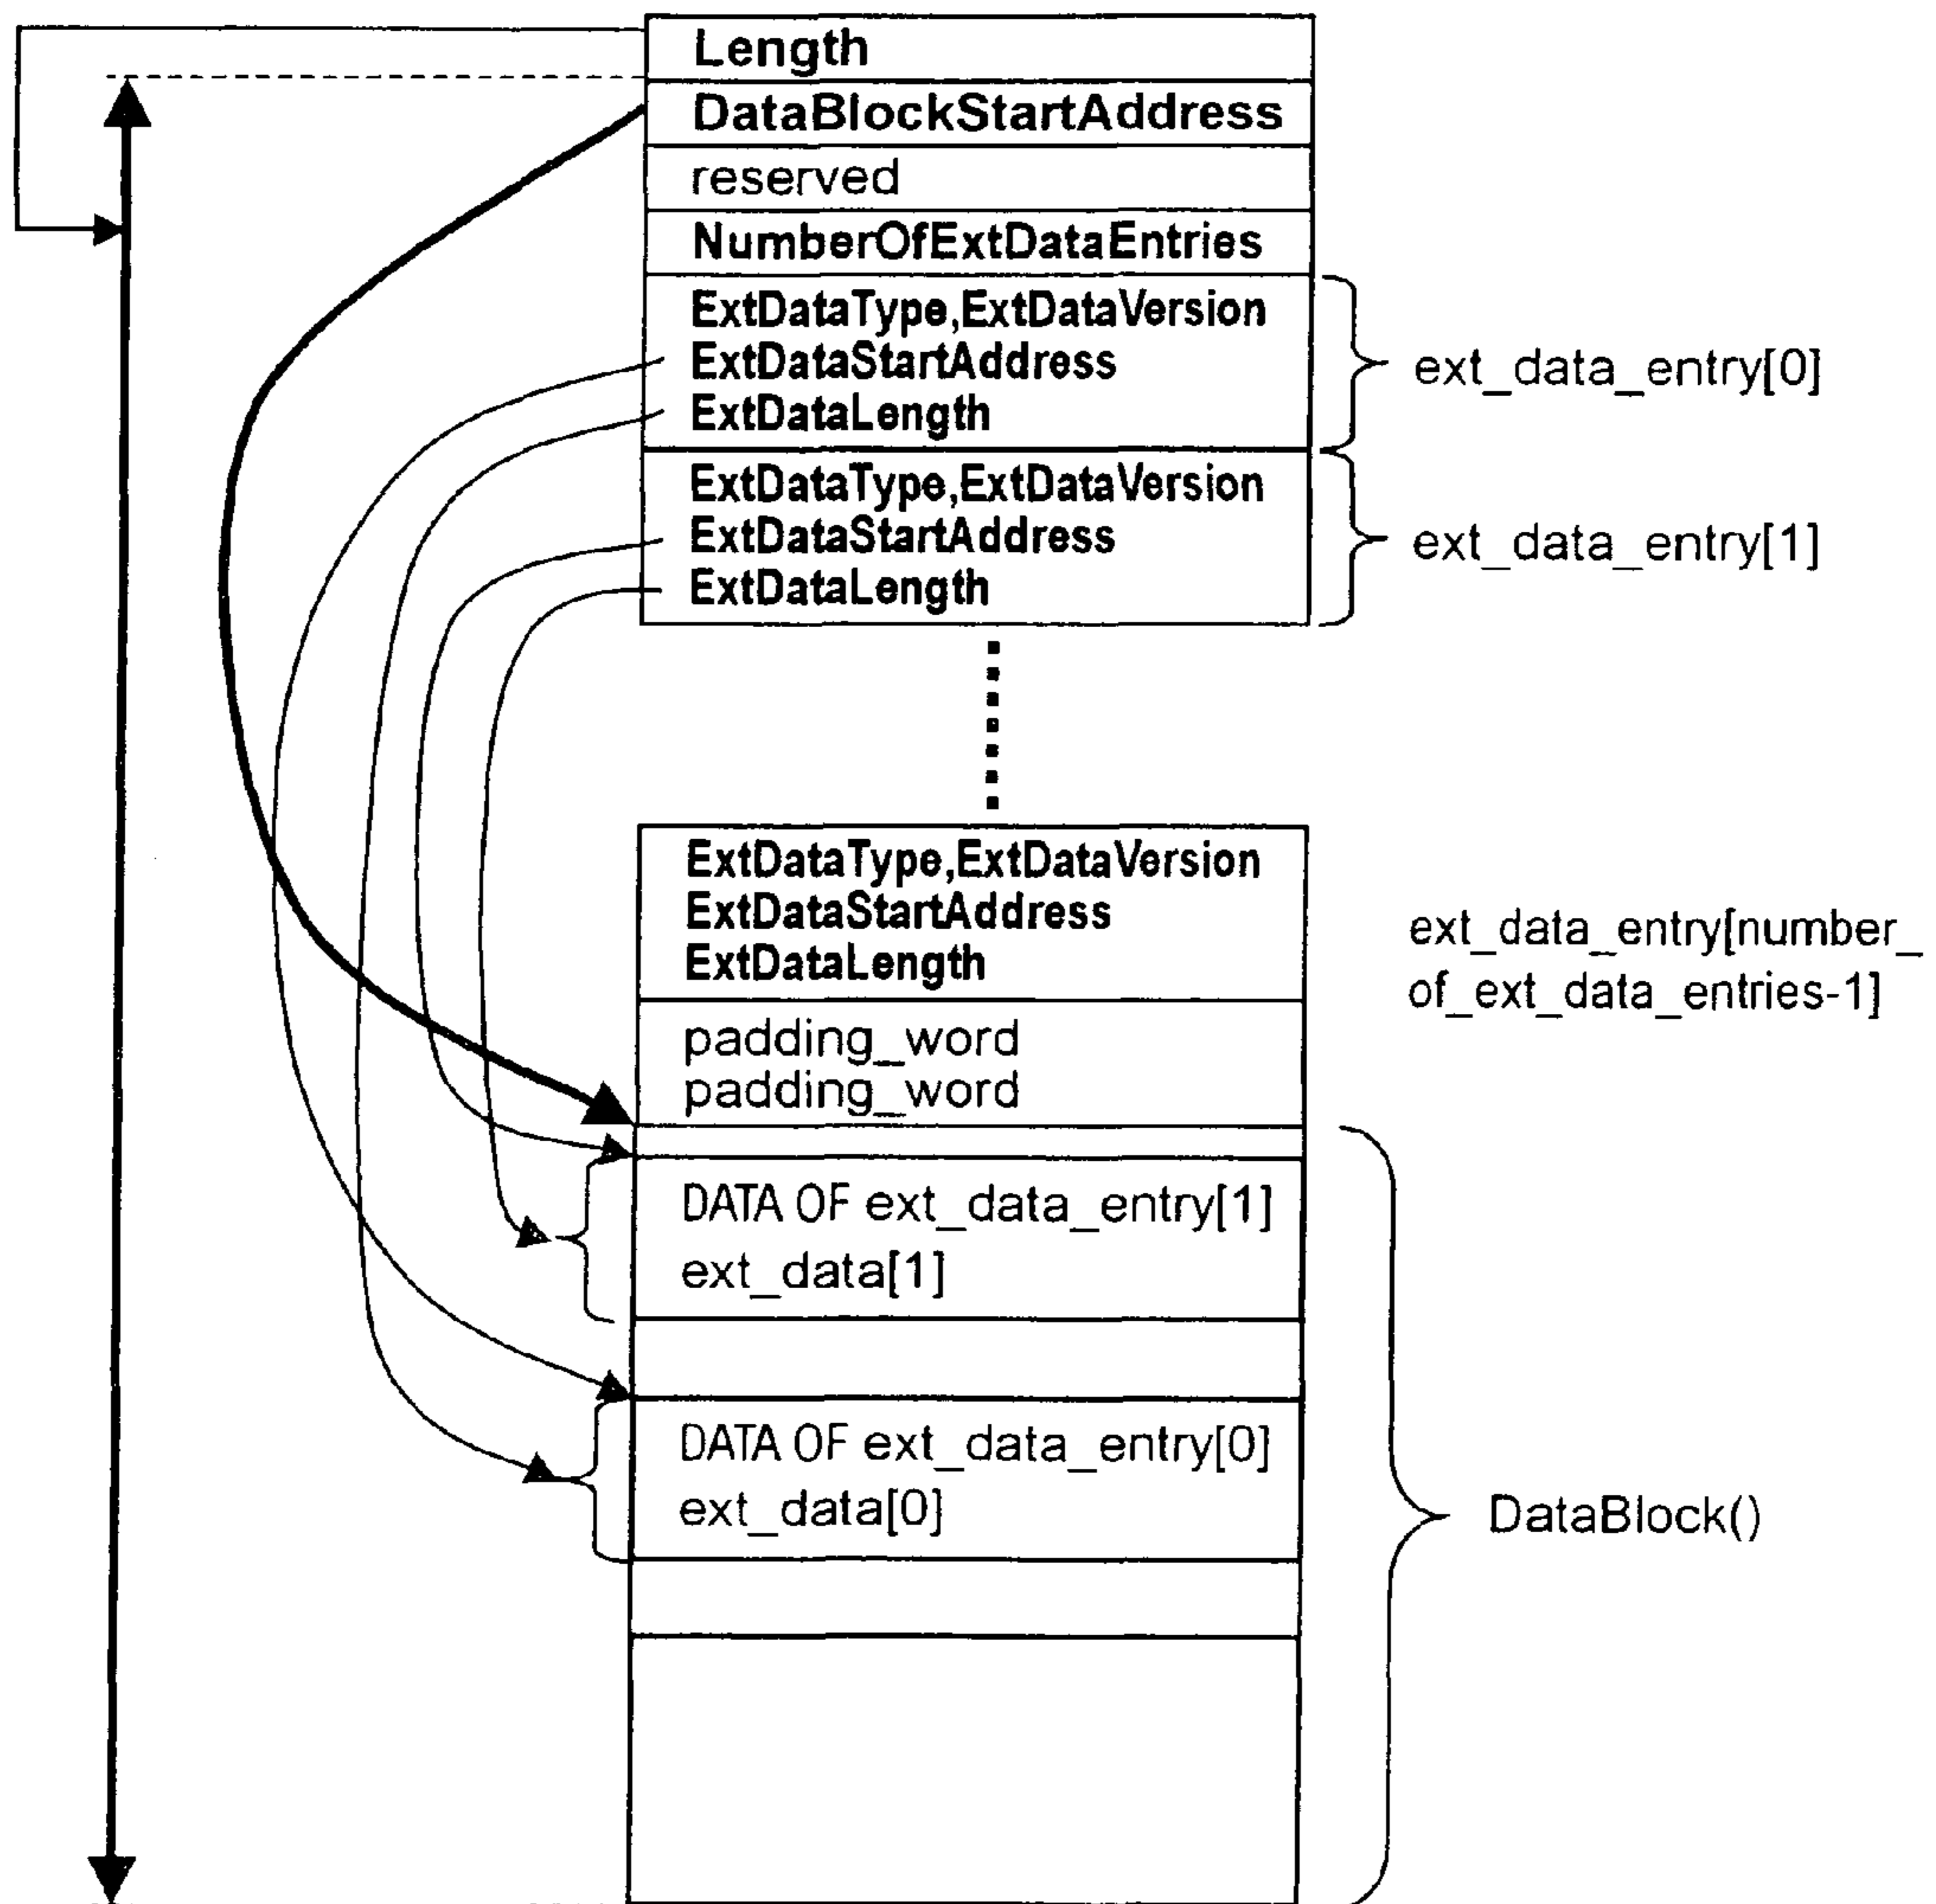 Length
DataBlockStartAddress
reserved
NumberOfExtDataEntries
ExtDataType,ExtDataVersion
ExtDataStartAddress
ExtDataLength
ext_data_entry[0]
ExtDataType,ExtDataVersion
ExtDataStartAddress
ExtDataLength
ext_data_entry[1]
ExtDataType,ExtDataVersion
ExtDataStartAddress
ExtDataLength
ext_data_entry[number_
of_ext_data_entries-1]
padding_word
padding_word
DATA OF ext_data_entry[1]
ext_data[1]
DATA OF ext_data_entry[0]
ext_data[0]
DataBlock()